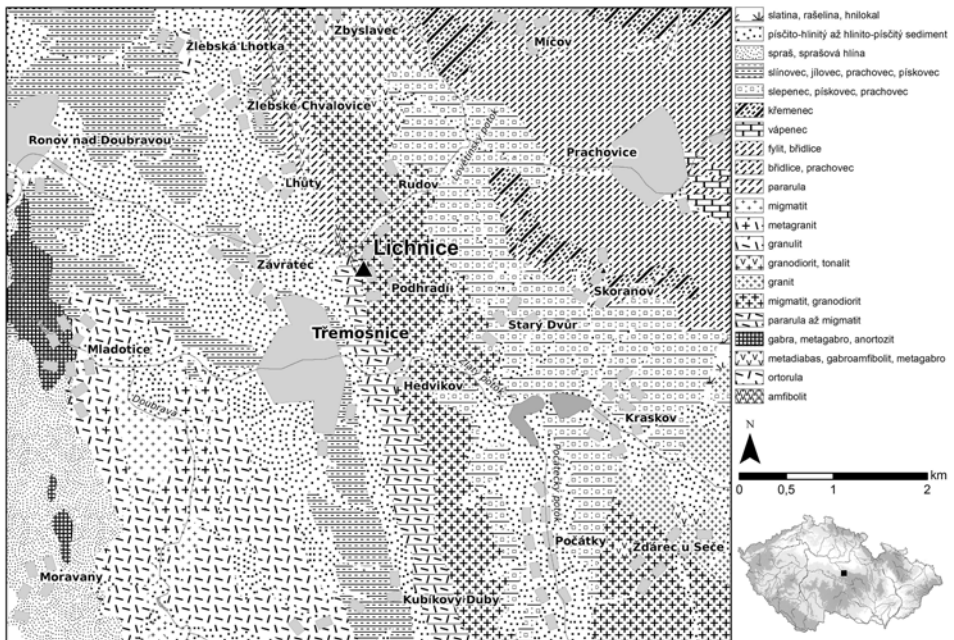 Zbyslavec
Míčov
Žlebská Lhotka
Žlebské Chvalovice
Ronov nad Doubravou
Prachovice
Lovětínský potok
Lhůty
Rudov
Lichnice
Závratec
Podhradí
Skoranov
Starý Dvůr
Třemošnice
Mladotice
Hedvikov
Zlatý potok
Doubrava
Kraskov
Počátecký potok
Počátky
Ždárec u Seče
Moravany
Kubíkovy Duby
slatina, rašelina, hnilokal
písčito-hlinitý až hlinito-písčitý sediment
spraš, sprašová hlína
slínovec, jílovec, prachovec, pískovec
slepenec, pískovec, prachovec
křemenec
vápenec
fylit, břidlice
břidlice, prachovec
pararula
migmatit
metagranit
granulit
granodiorit, tonalit
granit
migmatit, granodiorit
pararula až migmatit
gabra, metagabro, anortozit
metadiabas, gabroamfibolit, metagabro
ortorula
amfibolit
N
km
0 0,5 1 2